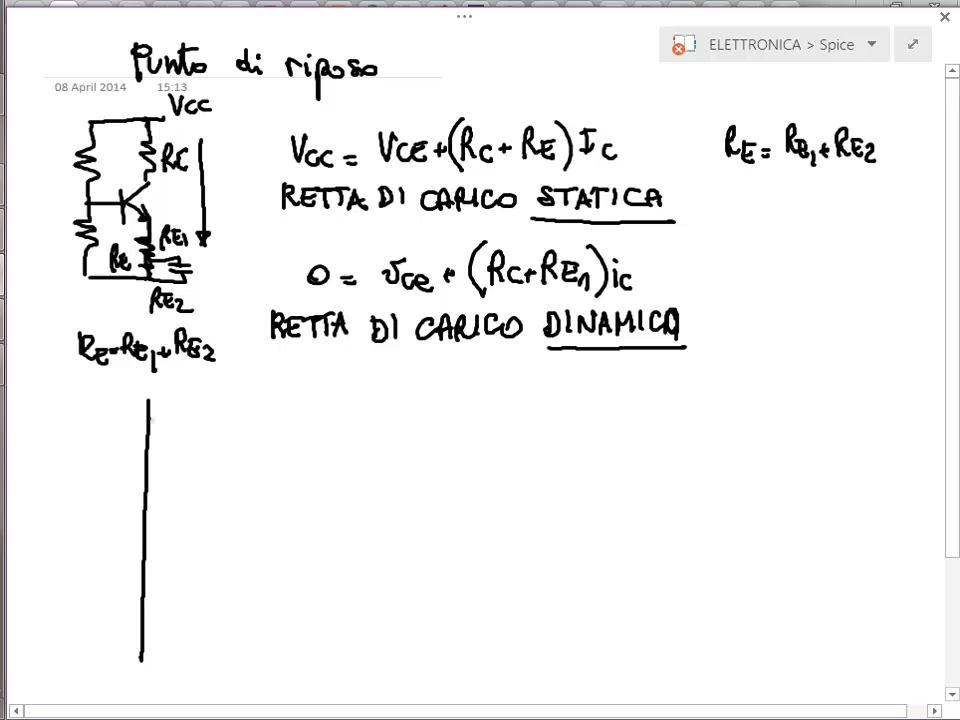 ELETTRONICA > Spice
Punto di riposo
08 April 2014 15:13
VCC
RC
RE1
RE
RE2
RE=RE1+RE2
VCC = VCE+(RC+RE)IC
RE= RE1+RE2
RETTA DI CARICO STATICA
0 = vce + (RC+RE1)ic
RETTA DI CARICO DINAMICA